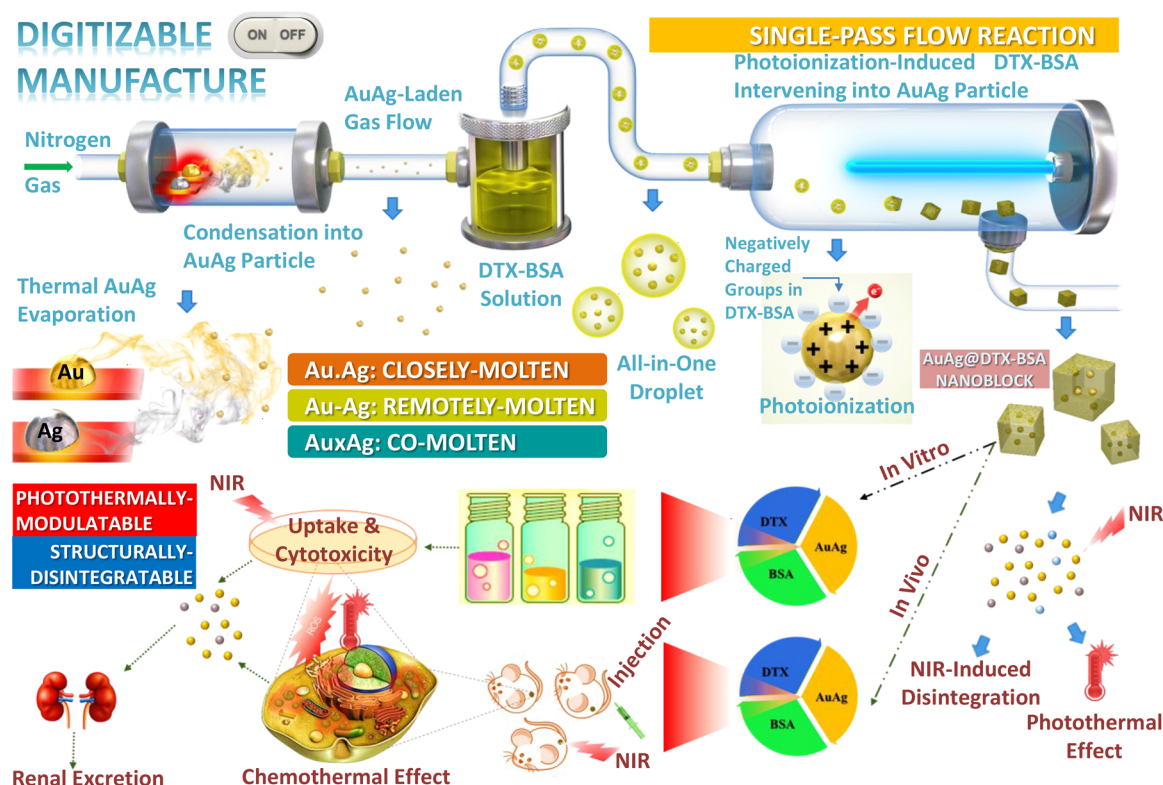 DIGITIZABLE
MANUFACTURE
ON OFF
SINGLE-PASS FLOW REACTION
Photoionization-Induced DTX-BSA
Intervening into AuAg Particle
AuAg-Laden
Gas Flow
Nitrogen
Gas
Condensation into
AuAg Particle
DTX-BSA
Solution
Negatively
Charged
Groups in
DTX-BSA
e
Thermal AuAg
Evaporation
Au
Ag
Au.Ag: CLOSELY-MOLTEN
Au-Ag: REMOTELY-MOLTEN
AuxAg: CO-MOLTEN
All-in-One
Droplet
Photoionization
AuAg@DTX-BSA
NANOBLOCK
In Vitro
In Vivo
PHOTOTHERMALLY-
MODULATABLE
STRUCTURALLY-
DISINTEGRATABLE
NIR
Uptake &
Cytotoxicity
DTX
AuAg
BSA
NIR
ROS
Injection
DTX
AuAg
BSA
NIR
NIR-Induced
Disintegration
Photothermal
Effect
Renal Excretion
Chemothermal Effect